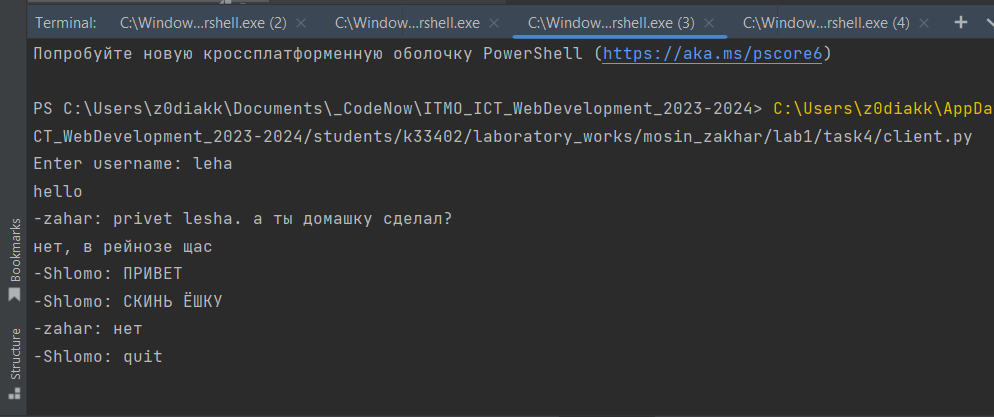 Terminal: C:\Window...rshell.exe (2) × C:\Window...rshell.exe × C:\Window...rshell.exe (3) × C:\Window...rshell.exe (4) × +
Попробуйте новую кроссплатформенную оболочку PowerShell (https://aka.ms/pscore6)
PS C:\Users\z0diakk\Documents\_CodeNow\ITMO_ICT_WebDevelopment_2023-2024> C:\Users\z0diakk\AppDa
CT_WebDevelopment_2023-2024/students/k33402/laboratory_works/mosin_zakhar/lab1/task4/client.py
Enter username: leha
hello
-zahar: privet lesha. а ты домашку сделал?
нет, в рейнозе щас
-Shlomo: ПРИВЕТ
-Shlomo: СКИНЬ ЁШКУ
-zahar: нет
-Shlomo: quit
Bookmarks
Structure